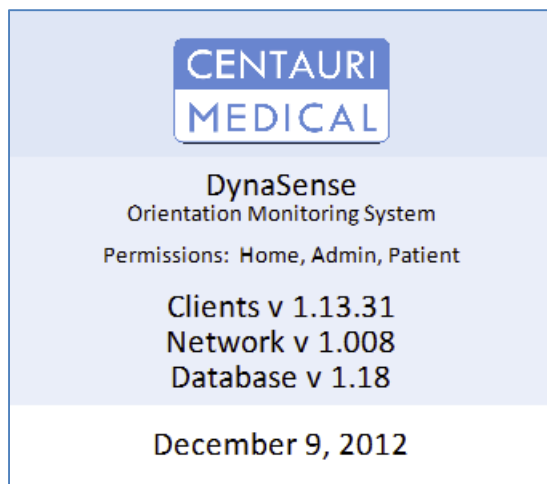 CENTAURI
MEDICAL
DynaSense
Orientation Monitoring System
Permissions: Home, Admin, Patient
Clients v 1.13.31
Network v 1.008
Database v 1.18
December 9, 2012